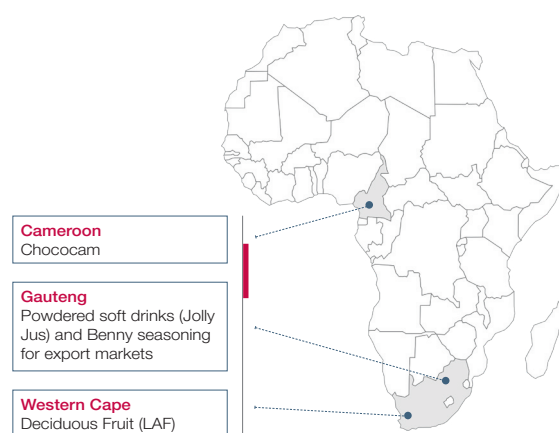 Cameroon
Chococam
Gauteng
Powdered soft drinks (Jolly
Jus) and Benny seasoning
for export markets
Western Cape
Deciduous Fruit (LAF)